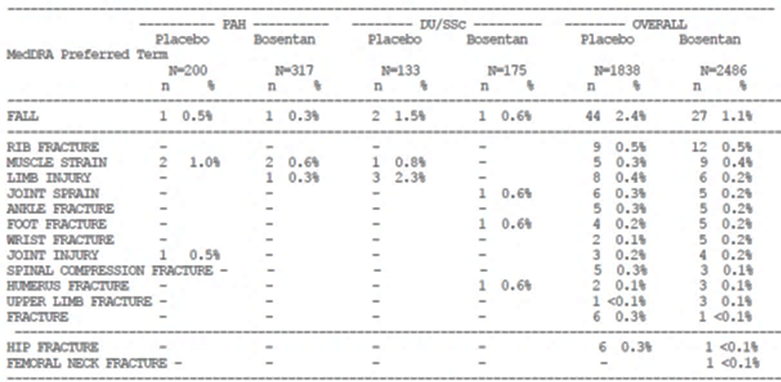 ---------- PAH ---------- --------- DU/SSc --------- --------- OVERALL
Placebo Bosentan Placebo Bosentan Placebo Bosentan
MedDRA Preferred Term
N=200 N=317 N=133 N=175 N=1838 N=2486
n % n % n % n % n % n %
FALL 1 0.5% 1 0.3% 2 1.5% 1 0.6% 44 2.4% 27 1.1%
RIB FRACTURE - - - - 9 0.5% 12 0.5%
MUSCLE STRAIN 2 1.0% 2 0.6% 1 0.8% - 5 0.3% 9 0.4%
LIMB INJURY - 1 0.3% 3 2.3% - 8 0.4% 6 0.2%
JOINT SPRAIN - - - 1 0.6% 6 0.3% 5 0.2%
ANKLE FRACTURE - - - - 5 0.3% 5 0.2%
FOOT FRACTURE - - - 1 0.6% 4 0.2% 5 0.2%
WRIST FRACTURE - - - - 2 0.1% 5 0.2%
JOINT INJURY 1 0.5% - - - 3 0.2% 4 0.2%
SPINAL COMPRESSION FRACTURE - - - - 5 0.3% 3 0.1%
HUMERUS FRACTURE - - - 1 0.6% 2 0.1% 3 0.1%
UPPER LIMB FRACTURE - - - - 1 <0.1% 3 0.1%
FRACTURE - - - - 6 0.3% 1 <0.1%
HIP FRACTURE - - - - 6 0.3% 1 <0.1%
FEMORAL NECK FRACTURE - - - - - 1 <0.1%